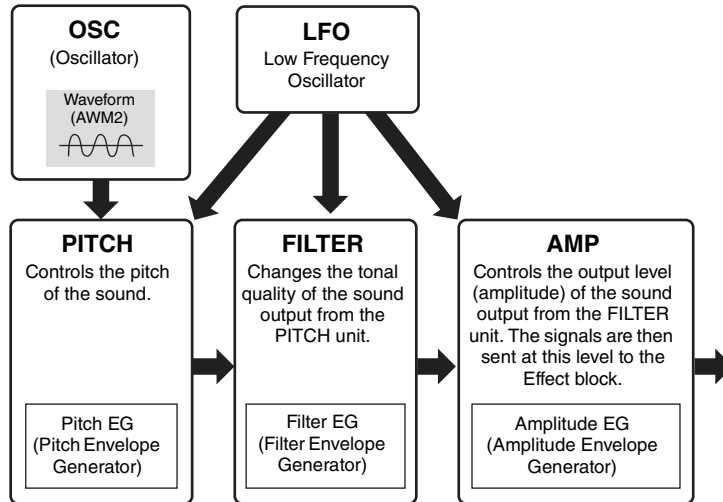 OSC
(Oscillator)
Waveform
(AWM2)
LFO
Low Frequency
Oscillator
PITCH
Controls the pitch
of the sound.
Pitch EG
(Pitch Envelope
Generator)
FILTER
Changes the tonal
quality of the sound
output from the
PITCH unit.
Filter EG
(Filter Envelope
Generator)
AMP
Controls the output level
(amplitude) of the sound
output from the FILTER
unit. The signals are then
sent at this level to the
Effect block.
Amplitude EG
(Amplitude Envelope
Generator)